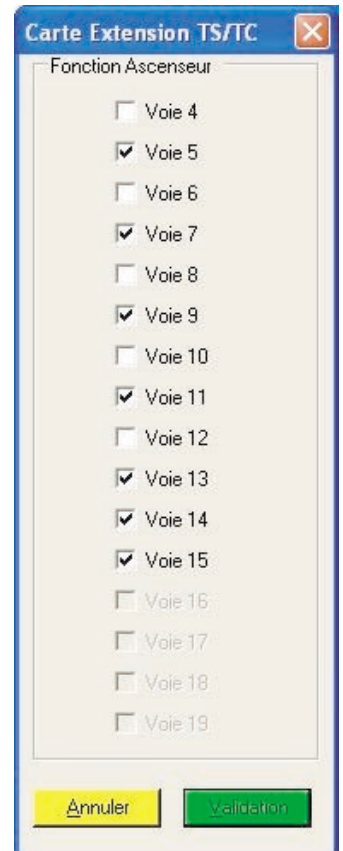 Carte Extension TS/TC
Fonction Ascenseur
Voie 4
Voie 5
Voie 6
Voie 7
Voie 8
Voie 9
Voie 10
Voie 11
Voie 12
Voie 13
Voie 14
Voie 15
Voie 16
Voie 17
Voie 18
Voie 19
Annuler Validation